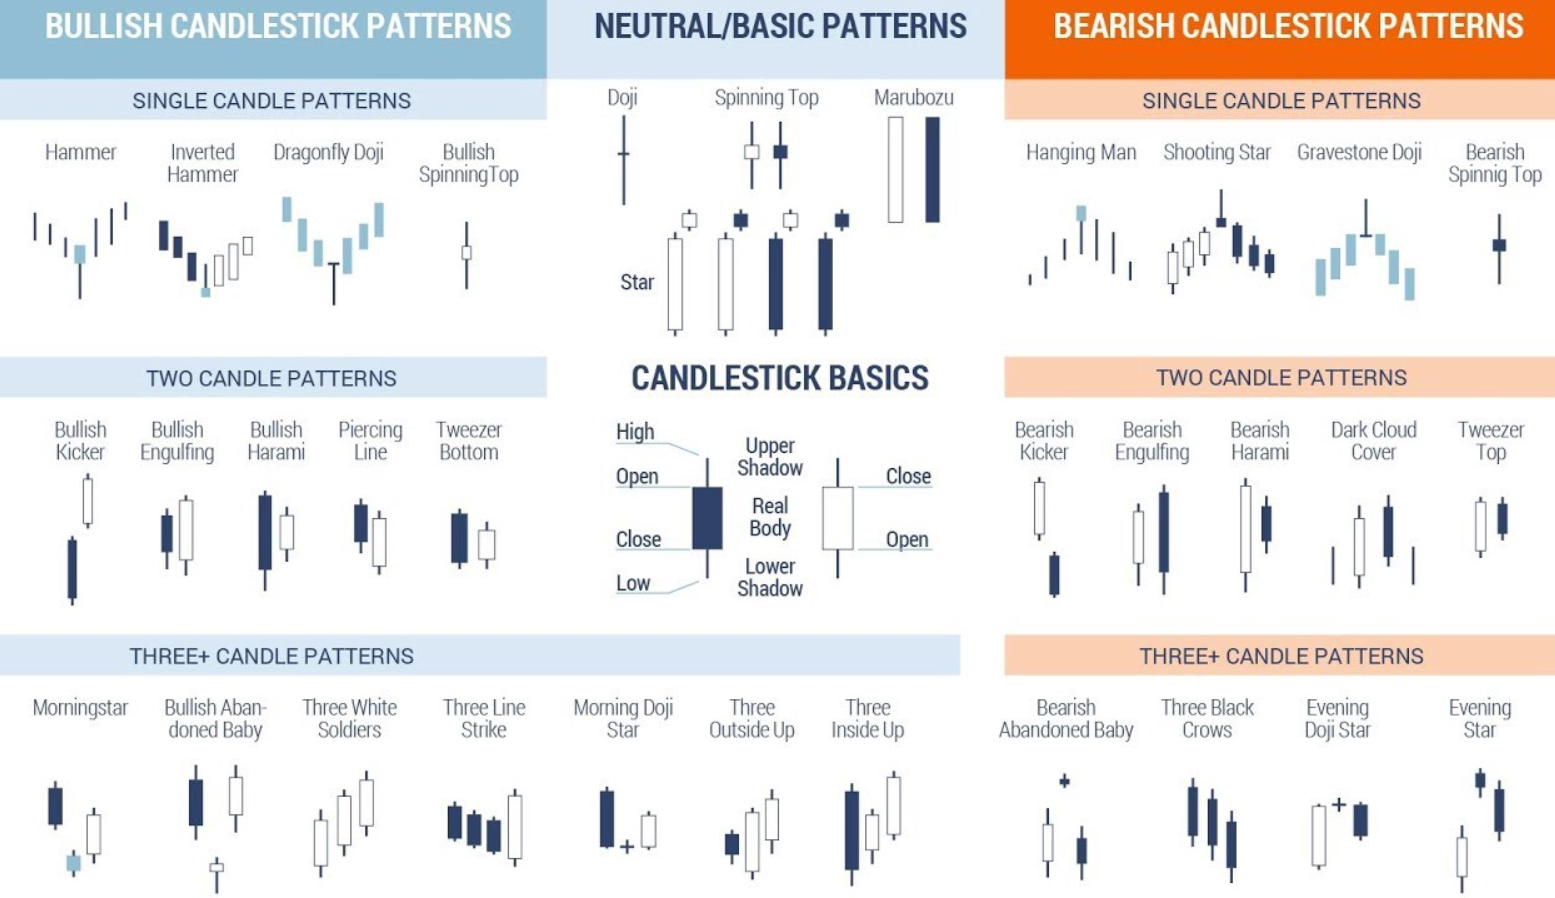 BULLISH CANDLESTICK PATTERNS
NEUTRAL/BASIC PATTERNS
BEARISH CANDLESTICK PATTERNS
SINGLE CANDLE PATTERNS
Hammer
Inverted
Hammer
Dragonfly Doji
Bullish
SpinningTop
Doji
Spinning Top
Marubozu
Star
SINGLE CANDLE PATTERNS
Hanging Man
Shooting Star
Gravestone Doji
Bearish
Spinnig Top
TWO CANDLE PATTERNS
Bullish
Kicker
Bullish
Engulfing
Bullish
Harami
Piercing
Line
Tweezer
Bottom
CANDLESTICK BASICS
High
Open
Close
Low
Upper
Shadow
Real
Body
Lower
Shadow
Close
Open
TWO CANDLE PATTERNS
Bearish
Kicker
Bearish
Engulfing
Bearish
Harami
Dark Cloud
Cover
Tweezer
Top
THREE+ CANDLE PATTERNS
Morningstar
Bullish Aban-
doned Baby
Three White
Soldiers
Three Line
Strike
Morning Doji
Star
Three
Outside Up
Three
Inside Up
THREE+ CANDLE PATTERNS
Bearish
Abandoned Baby
Three Black
Crows
Evening
Doji Star
Evening
Star